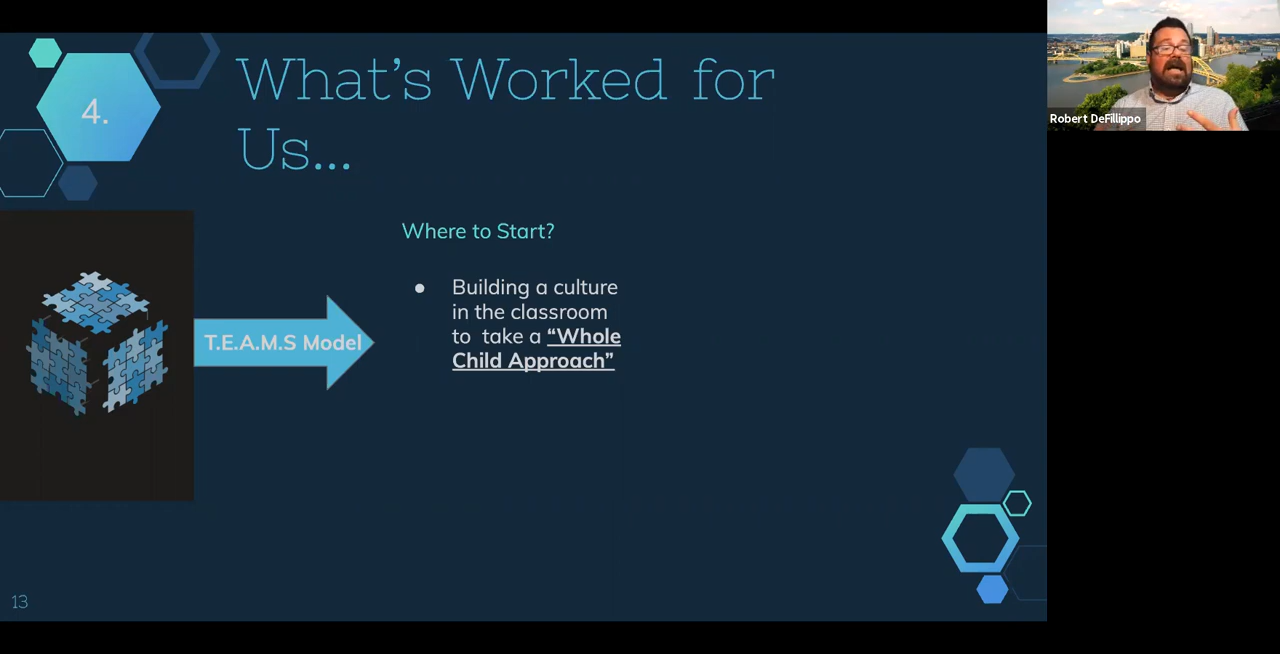 4.
What's Worked for
Us...
Robert DeFillippo
T.E.A.M.S Model
Where to Start?
● Building a culture
in the classroom
to take a “Whole
Child Approach”
13